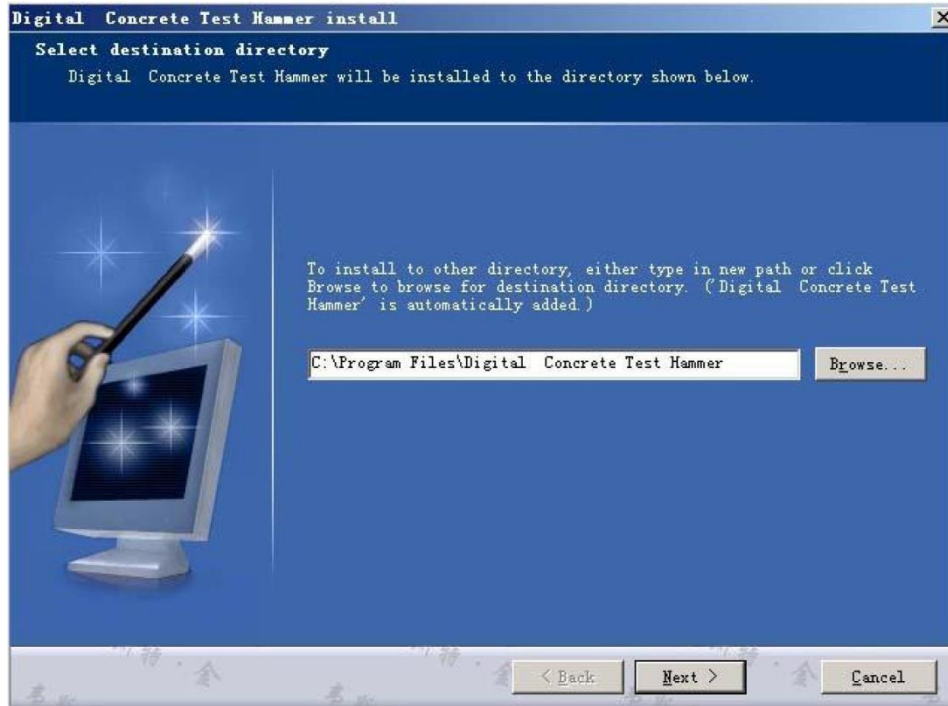 Digital  Concrete Test Hammer install
Select destination directory
Digital  Concrete Test Hammer will be installed to the directory shown below.
To install to other directory, either type in new path or click
Browse to browse for destination directory. ('Digital  Concrete Test
Hammer' is automatically added.)
C:\Program Files\Digital  Concrete Test Hammer
Browse...
< Back
Next >
Cancel